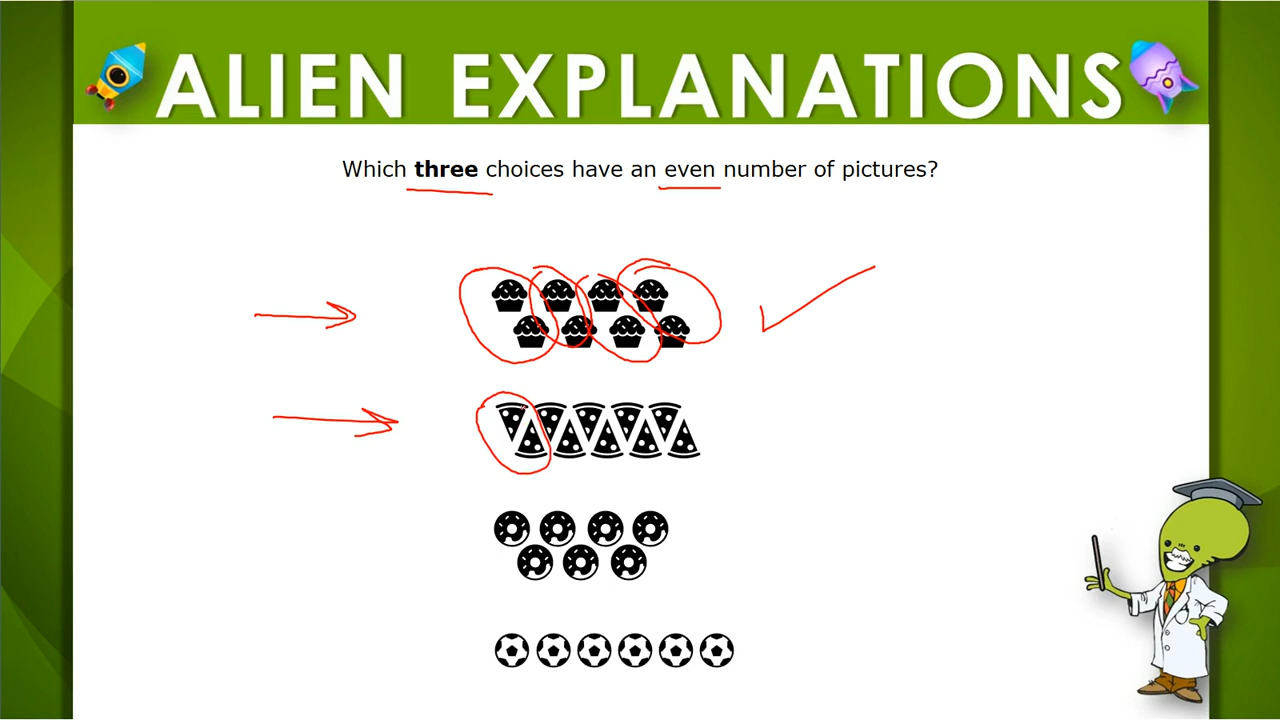 ALIEN EXPLANATIONS
Which three choices have an even number of pictures?